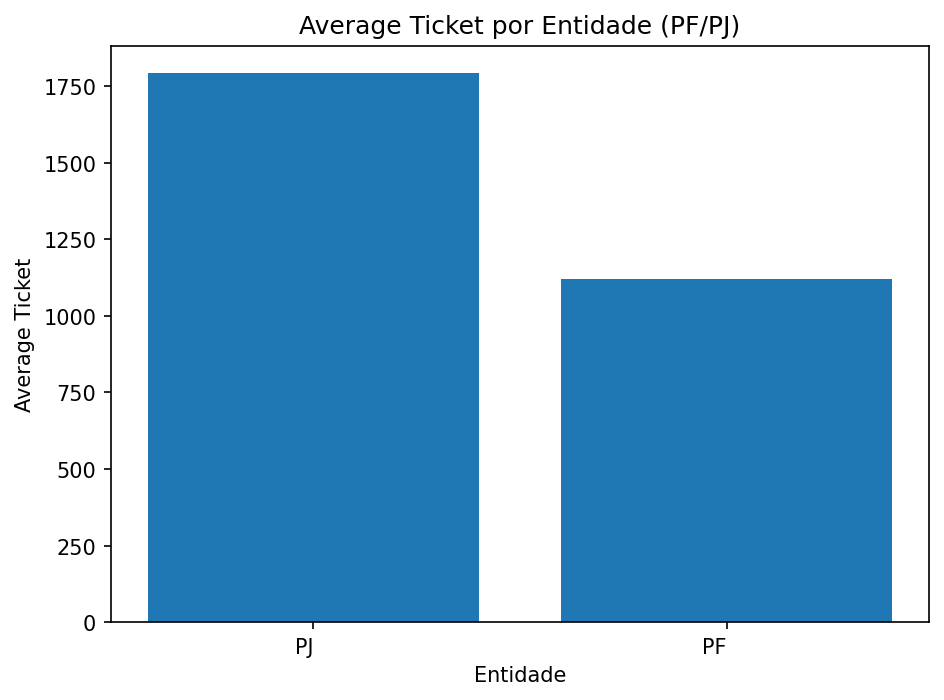 Average Ticket por Entidade (PF/PJ)
Average Ticket
1750
1500
1250
1000
750
500
250
0
PJ
PF
Entidade